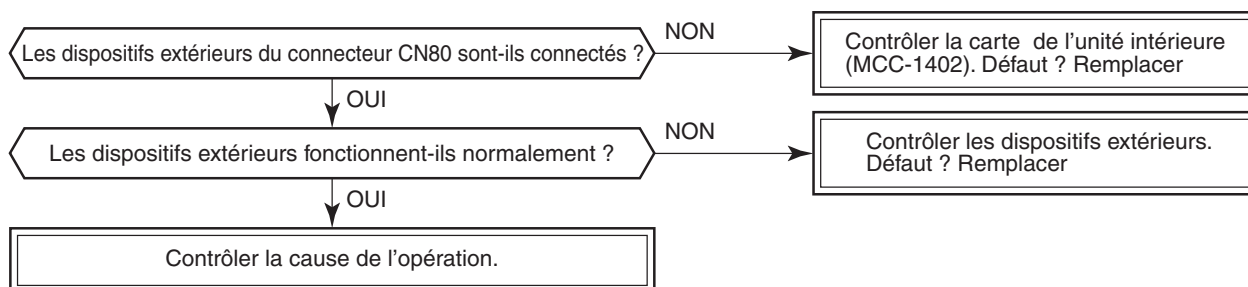 Les dispositifs extérieurs du connecteur CN80 sont-ils connectés ?
NON
Contrôler la carte de l'unité intérieure
(MCC-1402). Défaut ? Remplacer
OUI
Les dispositifs extérieurs fonctionnent-ils normalement ?
NON
Contrôler les dispositifs extérieurs.
Défaut ? Remplacer
OUI
Contrôler la cause de l'opération.